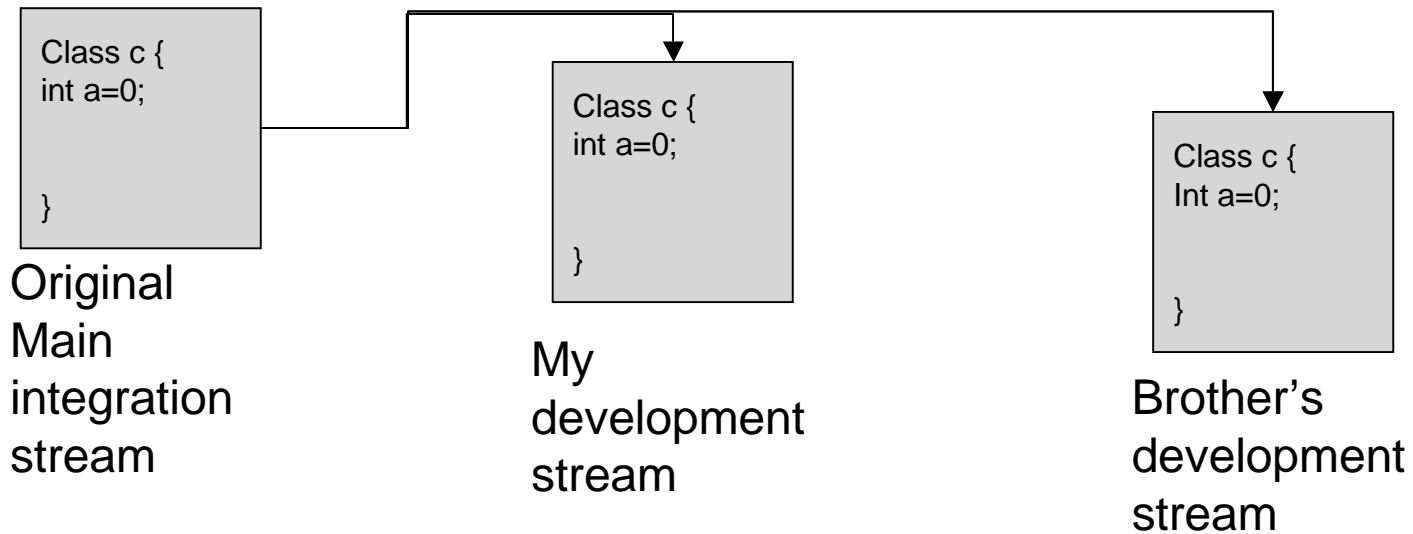 Class c {
int a=0;
}
Original
Main
integration
stream
Class c {
int a=0;
}
My
development
stream
Class c {
Int a=0;
}
Brother's
development
stream